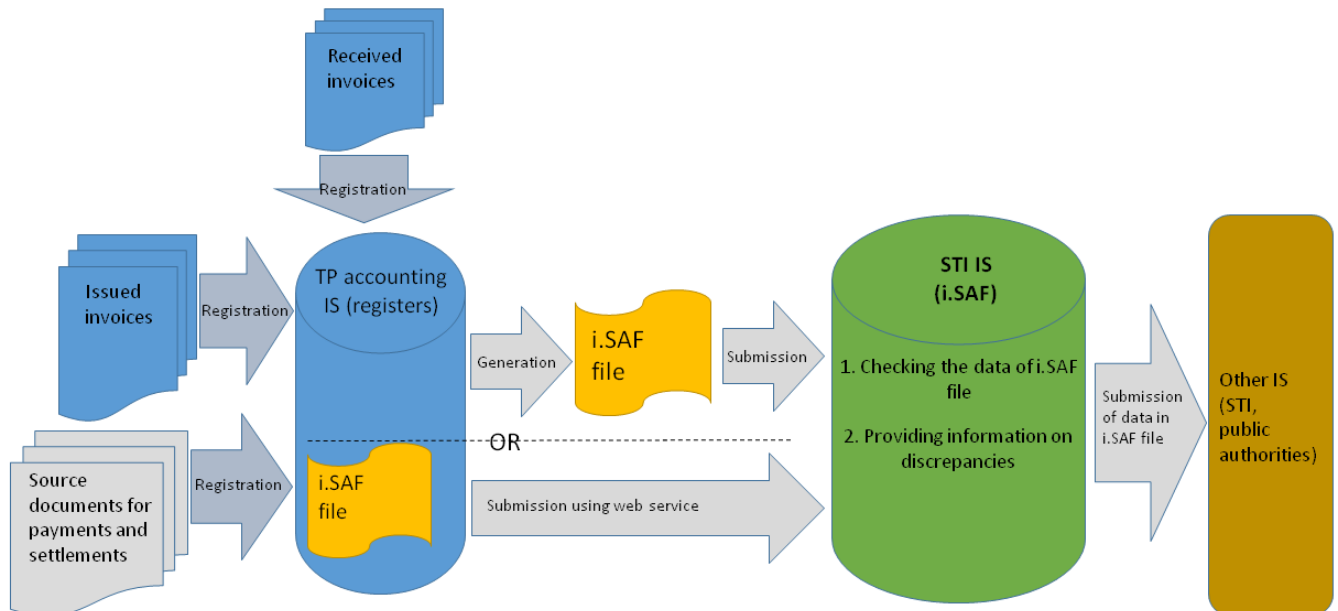 Received
invoices
Registration
Issued
invoices
Registration
TP accounting
IS (registers)
Generation
i.SAF
file
Submission
STI IS
(i.SAF)
1. Checking the data of i.SAF
file
2. Providing information on
discrepancies
Submission
of data in
i.SAF file
Other IS
(STI,
public
authorities)
OR
Source
documents for
payments and
settlements
Registration
i.SAF
file
Submission using web service